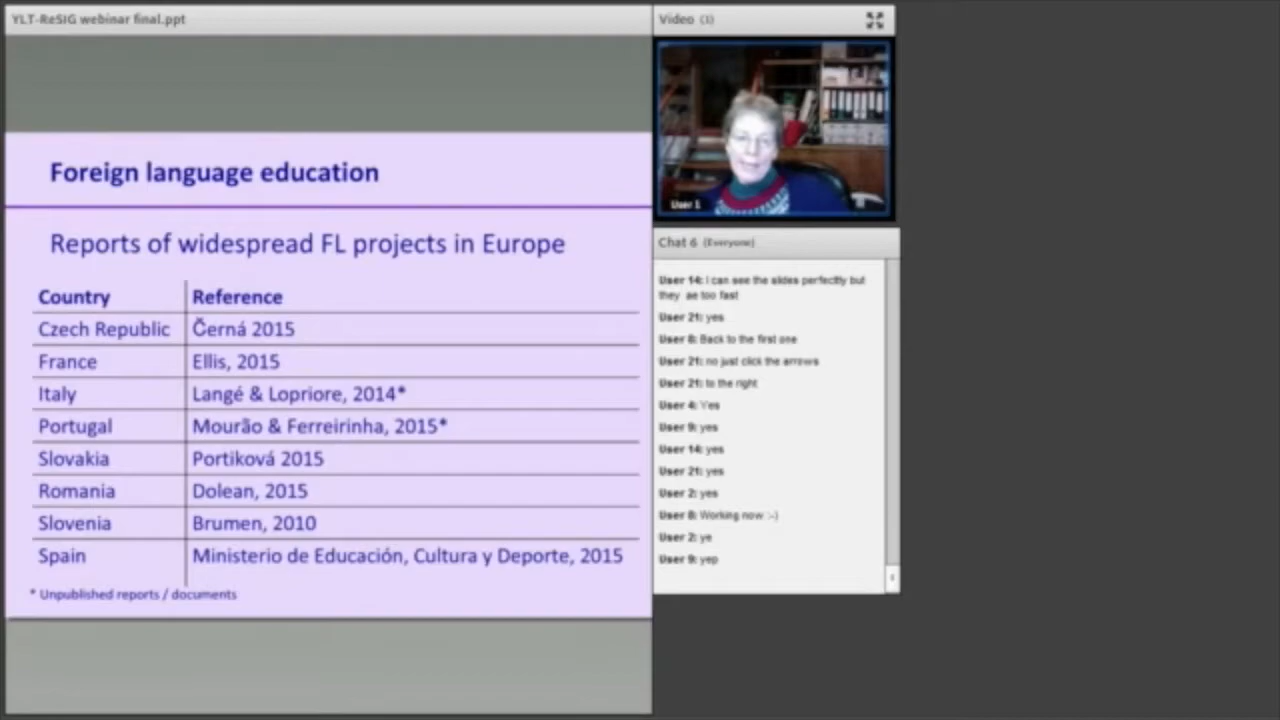 YLT-ReSIG webinar final.ppt
Foreign language education
Reports of widespread FL projects in Europe
Country Reference
Czech Republic Černá 2015
France Ellis, 2015
Italy Langé & Lopriore, 2014*
Portugal Mourão & Ferreirinha, 2015*
Slovakia Portiková 2015
Romania Dolean, 2015
Slovenia Brumen, 2010
Spain Ministerio de Educación, Cultura y Deporte, 2015
* Unpublished reports / documents
Video (1)
User 1
Chat 6 (Everyone)
User 14: I can see the slides perfectlly but
they ae too fast
User 21: yes
User 8: Back to the first one
User 21: no just click the arrows
User 21: to the right
User 4: Yes
User 9: yes
User 14: yes
User 21: yes
User 2: yes
User 8: Working now :-)
User 2: ye
User 9: yep